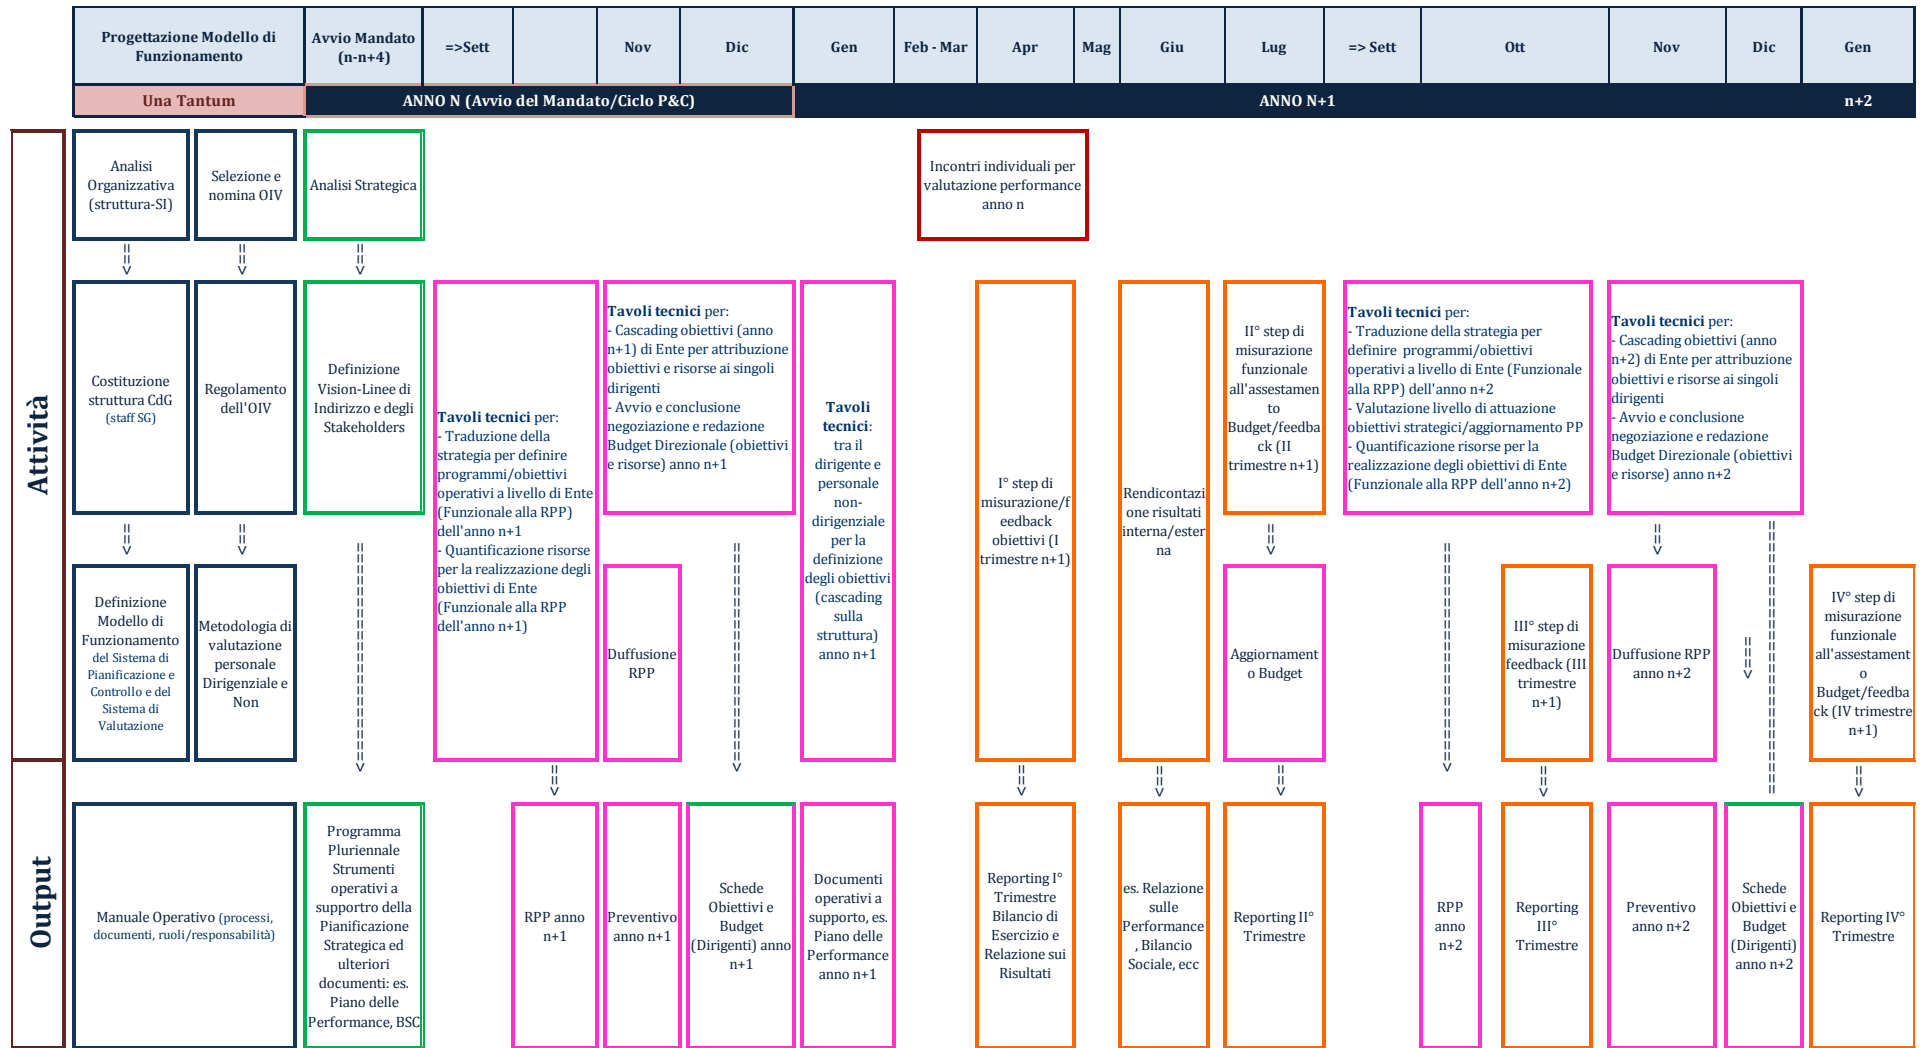 Progettazione Modello di
Funzionamento
Avvio Mandato
(n-n+4)
=>Sett
Nov
Dic
Gen
Feb - Mar
Apr
Mag
Giu
Lug
=> Sett
Ott
Nov
Dic
Gen
Una Tantum
ANNO N (Avvio del Mandato/Ciclo P&C)
ANNO N+1
n+2
Attività
Analisi
Organizzativa
(struttura-SI)
Selezione e
nomina OIV
Analisi Strategica
Incontri individuali per
valutazione performance
anno n
Costituzione
struttura CdG
(staff SG)
Regolamento
dell'OIV
Definizione
Vision-Linee di
Indirizzo e degli
Stakeholders
Tavoli tecnici per:
- Traduzione della
strategia per definire
programmi/obiettivi
operativi a livello di Ente
(Funzionale alla RPP)
dell'anno n+1
- Quantificazione risorse
per la realizzazione degli
obiettivi di Ente
(Funzionale alla RPP
dell'anno n+1)
Tavoli tecnici per:
- Cascading obiettivi (anno
n+1) di Ente per attribuzione
obiettivi e risorse ai singoli
dirigenti
- Avvio e conclusione
negoziazione e redazione
Budget Direzionale (obiettivi
e risorse) anno n+1
Tavoli
tecnici:
tra il
dirigente e
personale
non-
dirigenziale
per la
definizione
degli obiettivi
(cascading
sulla
struttura)
anno n+1
I° step di
misurazione/f
eedback
obiettivi (I
trimestre n+1)
Rendicontazi
one risultati
interna/ester
na
II° step di
misurazione
funzionale
all'assestamen
to
Budget/feedba
ck (II
trimestre n+1)
Tavoli tecnici per:
- Traduzione della strategia per
definire programmi/obiettivi
operativi a livello di Ente (Funzionale
alla RPP) dell'anno n+2
- Valutazione livello di attuazione
obiettivi strategici/aggiornamento PP
- Quantificazione risorse per la
realizzazione degli obiettivi di Ente
(Funzionale alla RPP dell'anno n+2)
Tavoli tecnici per:
- Cascading obiettivi (anno
n+2) di Ente per attribuzione
obiettivi e risorse ai singoli
dirigenti
- Avvio e conclusione
negoziazione e redazione
Budget Direzionale (obiettivi
e risorse) anno n+2
Definizione
Modello di
Funzionamento
del Sistema di
Pianificazione e
Controllo e del
Sistema di
Valutazione
Metodologia di
valutazione
personale
Dirigenziale e
Non
Duffusione
RPP
Aggiornament
o Budget
III° step di
misurazione
feedback (III
trimestre
n+1)
Duffusione RPP
anno n+2
IV° step di
misurazione
funzionale
all'assestament
o
Budget/feedba
ck (IV trimestre
n+1)
Output
Manuale Operativo (processi,
documenti, ruoli/responsabilità)
Programma
Pluriennale
Strumenti
operativi a
supportro della
Pianificazione
Strategica ed
ulteriori
documenti: es.
Piano delle
Performance, BSC
RPP anno
n+1
Preventivo
anno n+1
Schede
Obiettivi e
Budget
(Dirigenti) anno
n+1
Documenti
operativi a
supporto, es.
Piano delle
Performance
anno n+1
Reporting I°
Trimestre
Bilancio di
Esercizio e
Relazione sui
Risultati
es. Relazione
sulle
Performance
, Bilancio
Sociale, ecc
Reporting II°
Trimestre
RPP
anno
n+2
Reporting
III°
Trimestre
Preventivo
anno n+2
Schede
Obiettivi e
Budget
(Dirigenti)
anno n+2
Reporting IV°
Trimestre